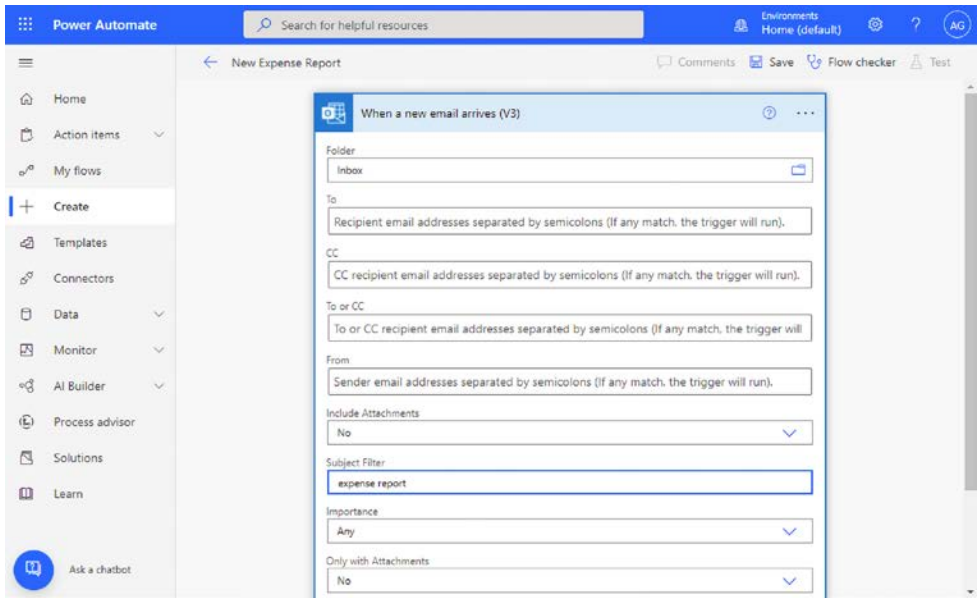 Power Automate
Search for helpful resources
Environments
Home (default)
?
AG
New Expense Report
Comments
Save
Flow checker
Test
Home
Action items
My flows
Create
Templates
Connectors
Data
Monitor
AI Builder
Process advisor
Solutions
Learn
Ask a chatbot
When a new email arrives (V3)
Folder
Inbox
To
Recipient email addresses separated by semicolons (If any match, the trigger will run).
CC
CC recipient email addresses separated by semicolons (If any match, the trigger will run).
To or CC
To or CC recipient email addresses separated by semicolons (If any match, the trigger will
From
Sender email addresses separated by semicolons (If any match, the trigger will run).
Include Attachments
No
Subject Filter
expense report
Importance
Any
Only with Attachments
No